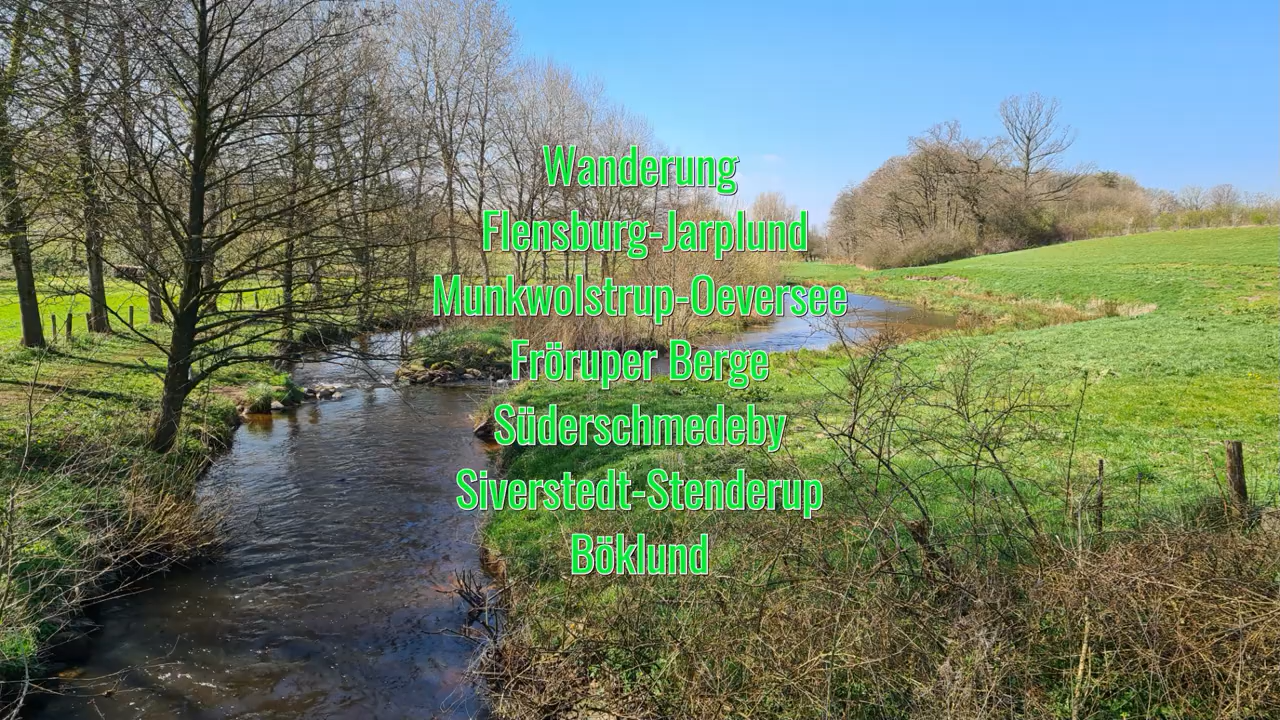 Wanderung
Flensburg-Jarplund
Munkwolstrup-Oeversee
Fröruper Berge
Süderschmedeby
Siverstedt-Stenderup
Böklund